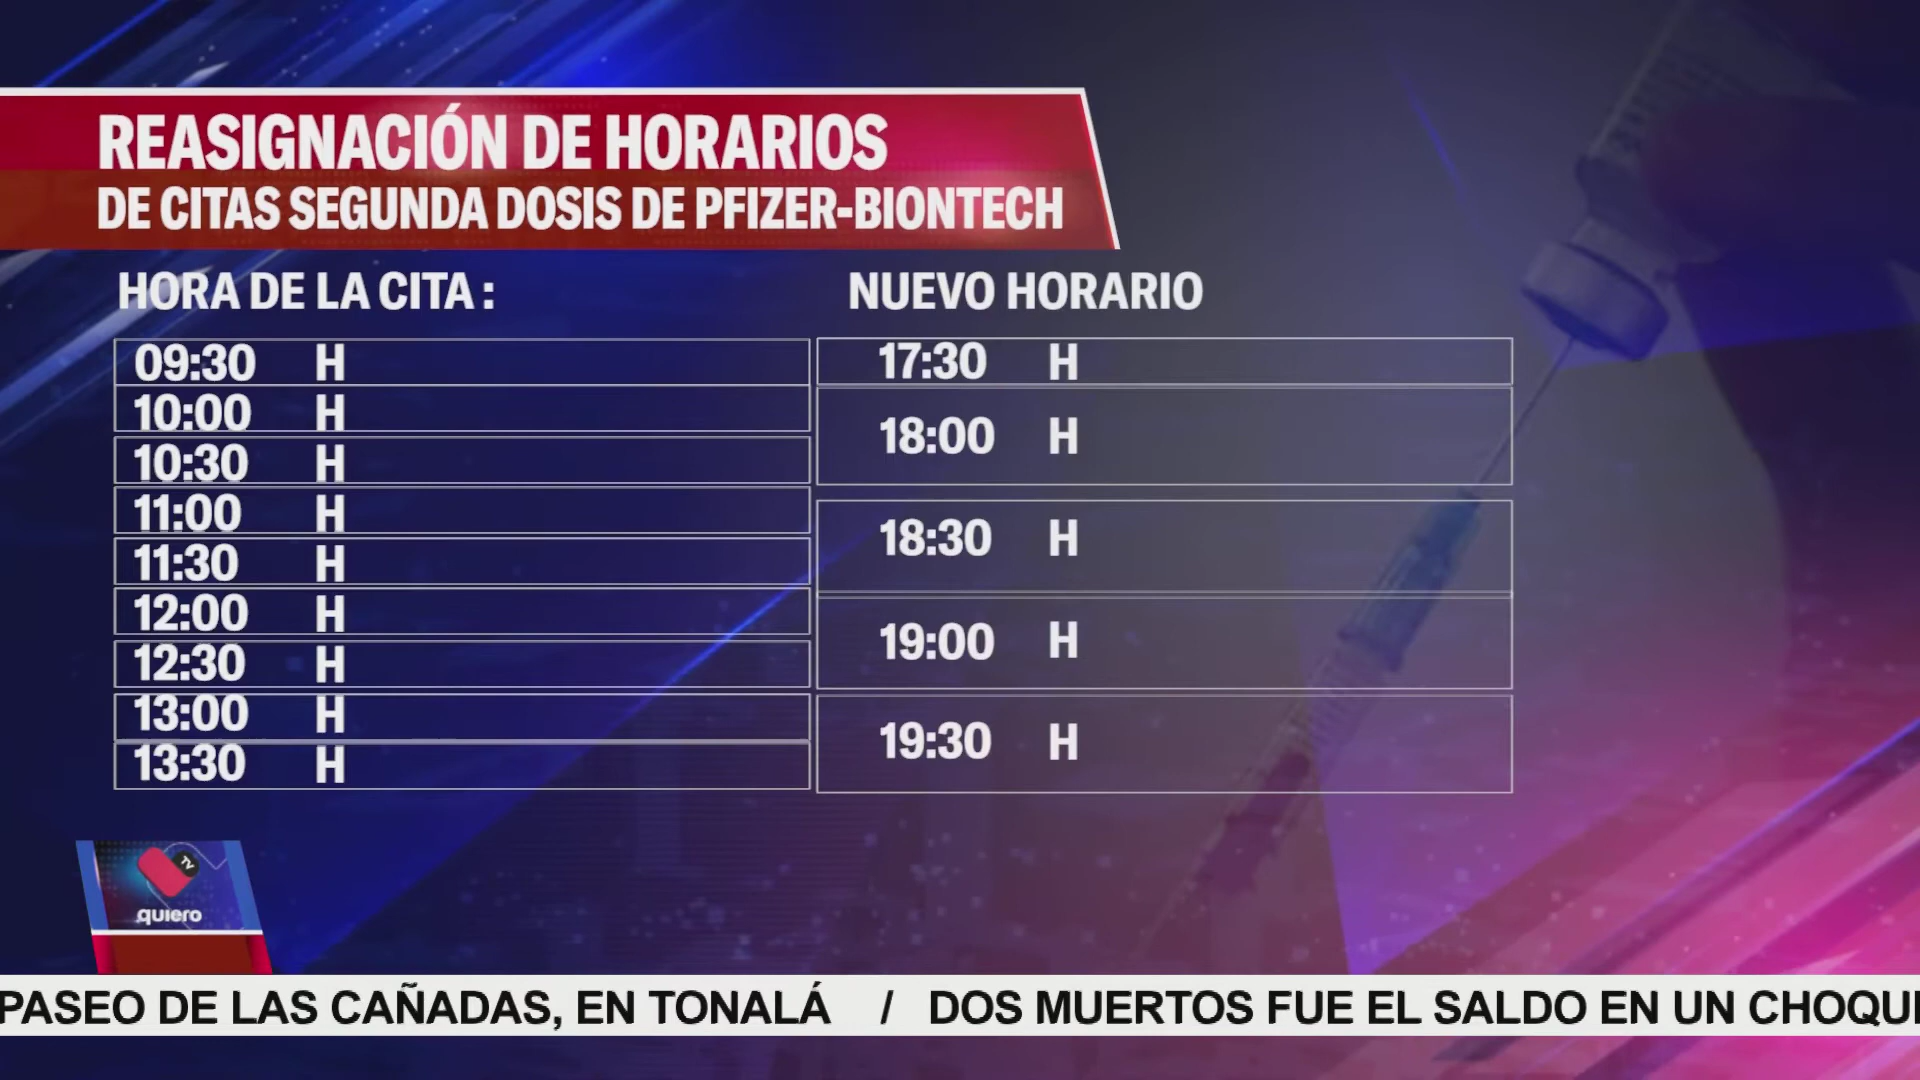 REASIGNACIÓN DE HORARIOS
DE CITAS SEGUNDA DOSIS DE PFIZER-BIONTECH
HORA DE LA CITA :
NUEVO HORARIO
09:30 H
17:30 H
10:00 H
18:00 H
10:30 H
11:00 H
18:30 H
11:30 H
12:00 H
19:00 H
12:30 H
13:00 H
19:30 H
13:30 H
TV
quiero
PASEO DE LAS CAÑADAS, EN TONALÁ / DOS MUERTOS FUE EL SALDO EN UN CHOQU